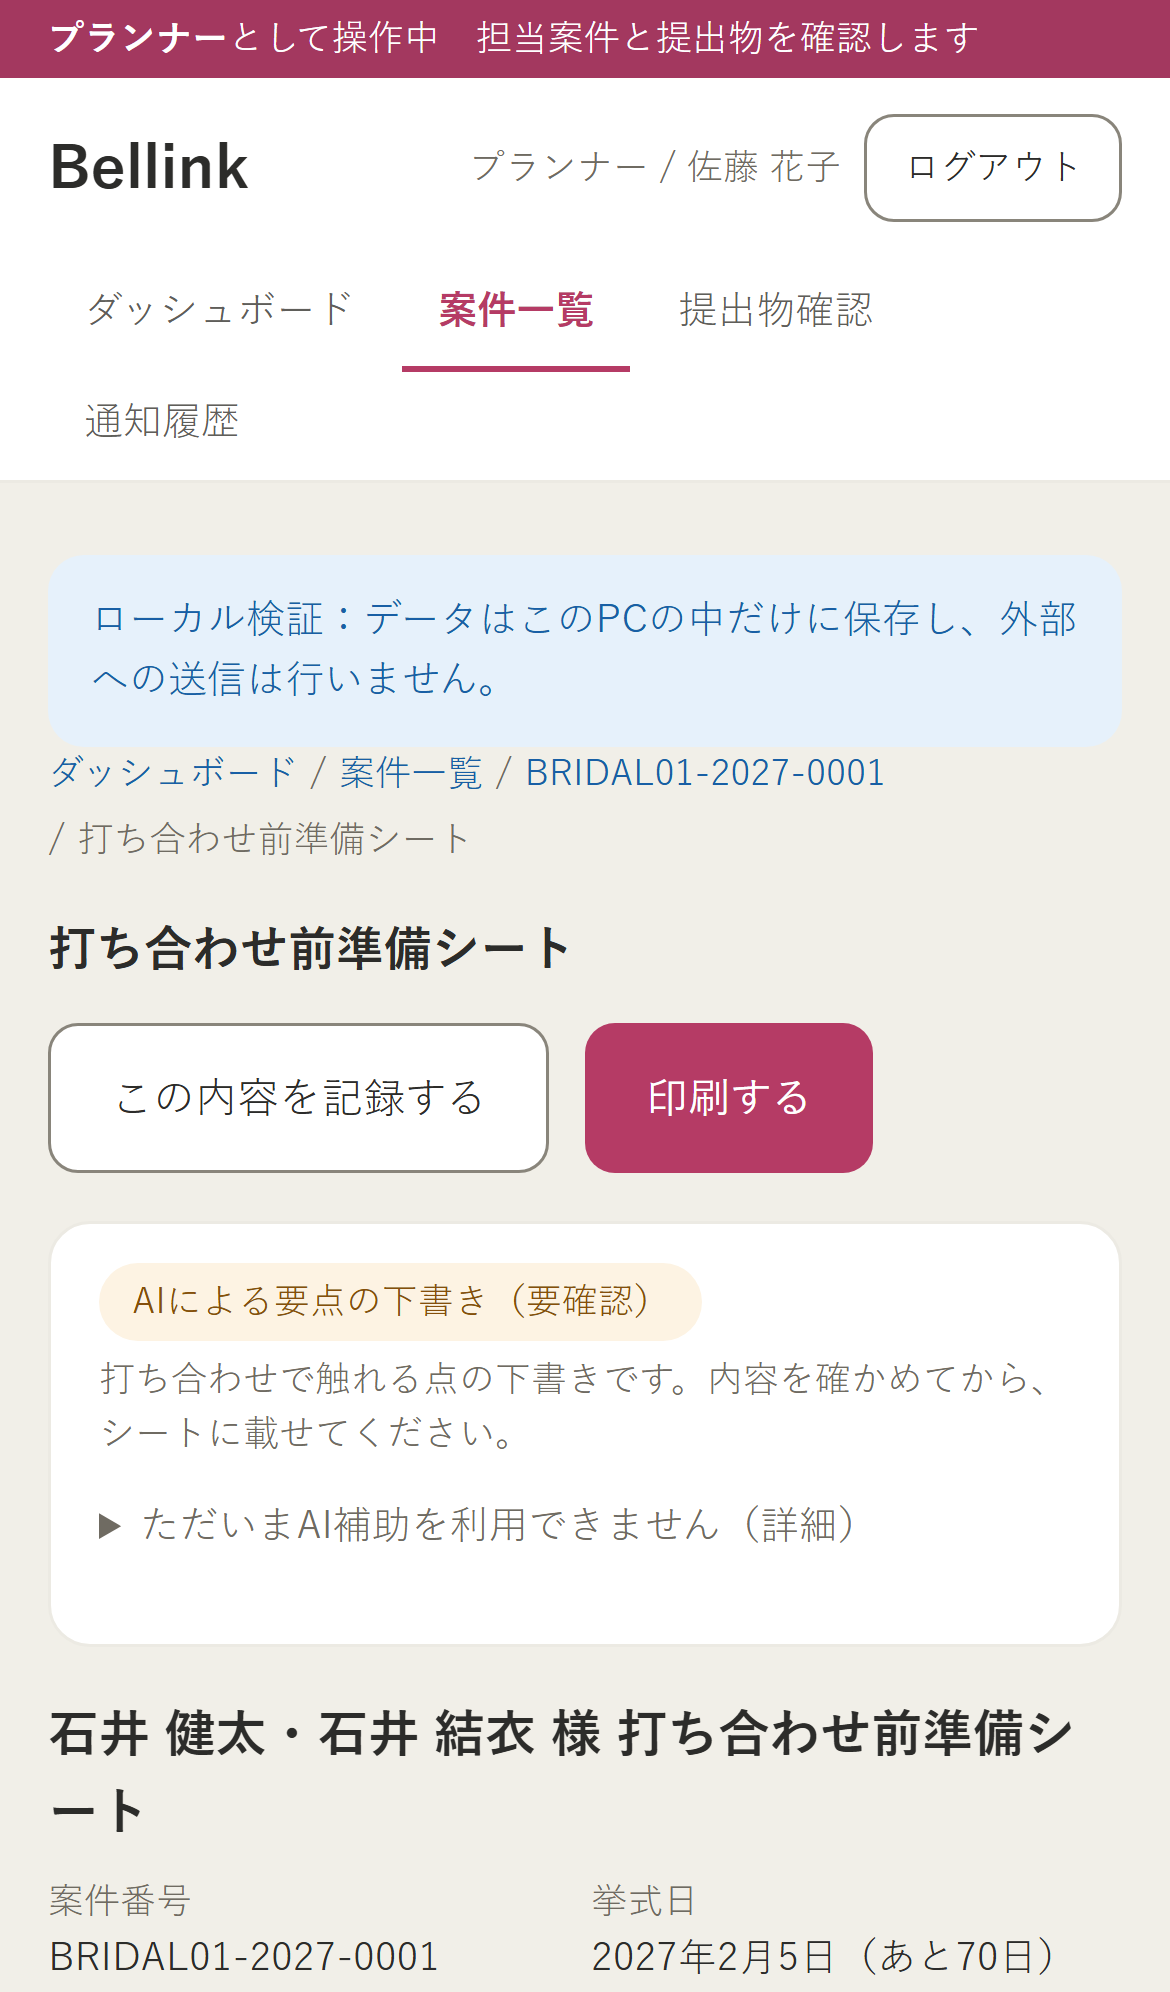 プランナーとして操作中 担当案件と提出物を確認します
Bellink
プランナー / 佐藤 花子
ログアウト
ダッシュボード
案件一覧
提出物確認
通知履歴
ローカル検証：データはこのPCの中だけに保存し、外部
への送信は行いません。
ダッシュボード / 案件一覧 / BRIDAL01-2027-0001
/ 打ち合わせ前準備シート
打ち合わせ前準備シート
この内容を記録する
印刷する
AIによる要点の下書き（要確認）
打ち合わせで触れる点の下書きです。内容を確かめてから、
シートに載せてください。
▶ ただいまAI補助を利用できません（詳細）
石井 健太・石井 結衣 様 打ち合わせ前準備シ
ート
案件番号
BRIDAL01-2027-0001
挙式日
2027年2月5日（あと70日）